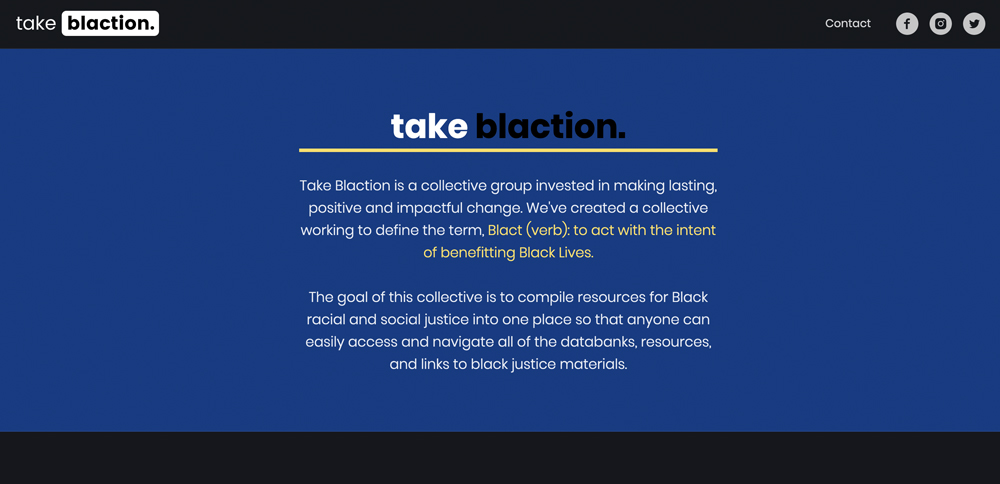 take blaction.
Contact
take blaction.
Take Blaction is a collective group invested in making lasting,
positive and impactful change. We've created a collective
working to define the term, Blact (verb): to act with the intent
of benefitting Black Lives.
The goal of this collective is to compile resources for Black
racial and social justice into one place so that anyone can
easily access and navigate all of the databanks, resources,
and links to black justice materials.